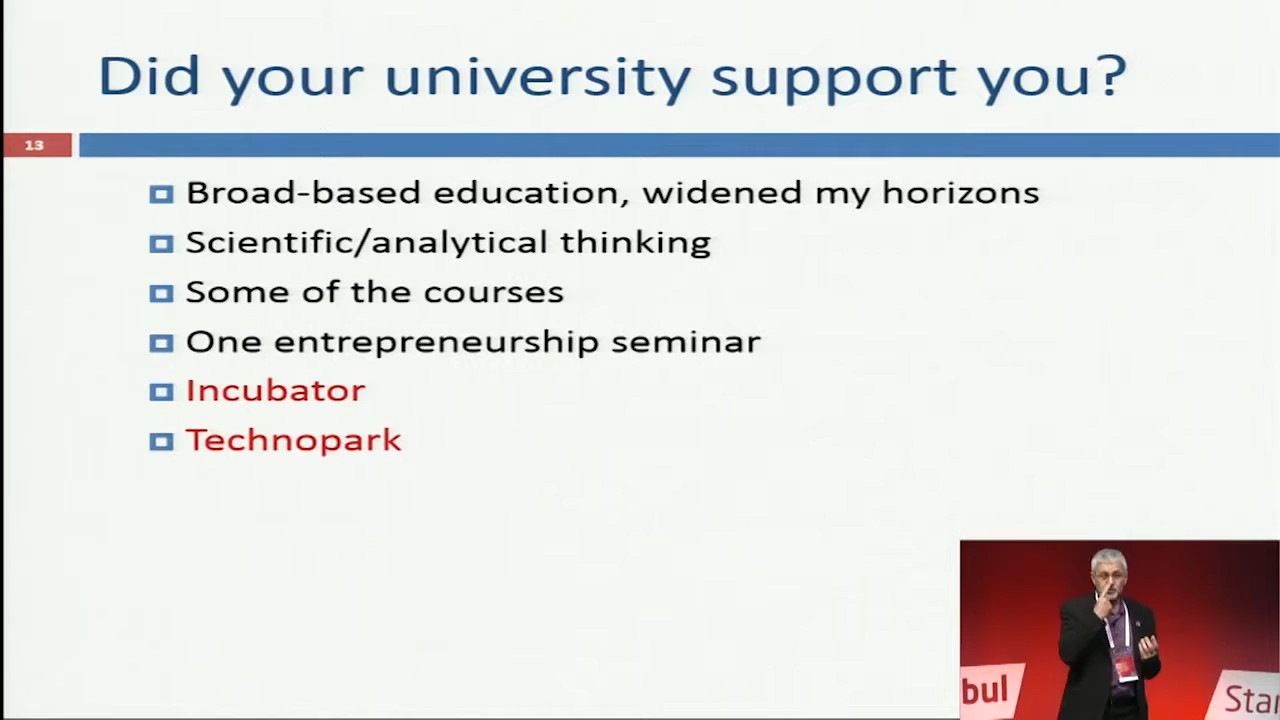 Did your university support you?
13
Broad-based education, widened my horizons
Scientific/analytical thinking
Some of the courses
One entrepreneurship seminar
Incubator
Technopark
bul
Star